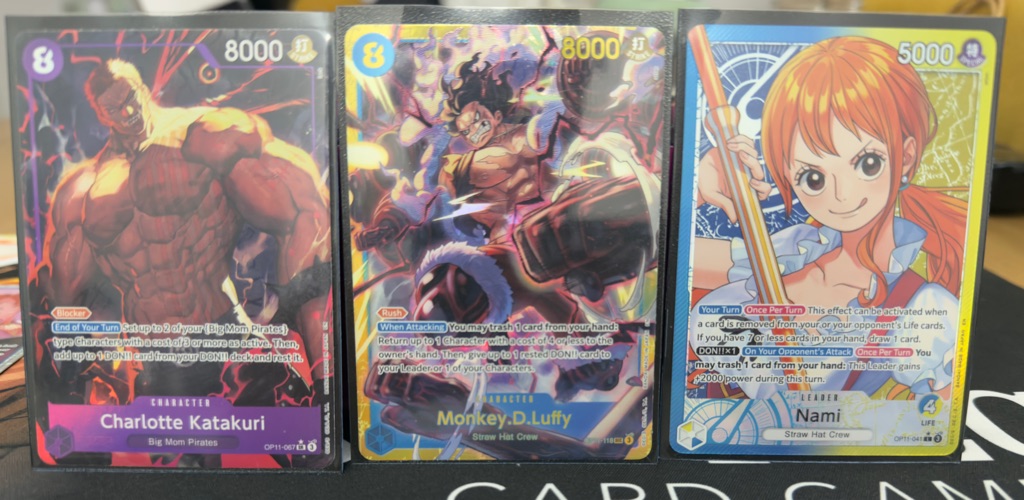 8
8000
打
Blocker
End of Your Turn Set up to 2 of your {Big Mom Pirates}
type Characters with a cost of 3 or more as active. Then,
add up to 1 DON!! card from your DON!! deck and rest it.
CHARACTER
Charlotte Katakuri
Big Mom Pirates
OP11-067
3
8
8000
打
Rush
When Attacking You may trash 1 card from your hand:
Return up to 1 character with a cost of 4 or less to the
owner's hand. Then, give up to 1 rested DON!! card to
your Leader or 1 of your Characters.
CHARACTER
Monkey.D.Luffy
Straw Hat Crew
3
5000
Your Turn Once Per Turn This effect can be activated when
a card is removed from your or your opponent's Life cards.
If you have 7 or less cards in your hand, draw 1 card.
DON!!×1 On Your Opponent's Attack Once Per Turn You
may trash 1 card from your hand: This Leader gains
+2000 power during this turn.
LEADER
Nami
4
LIFE
Straw Hat Crew
OP11-041
3
CARD GAM